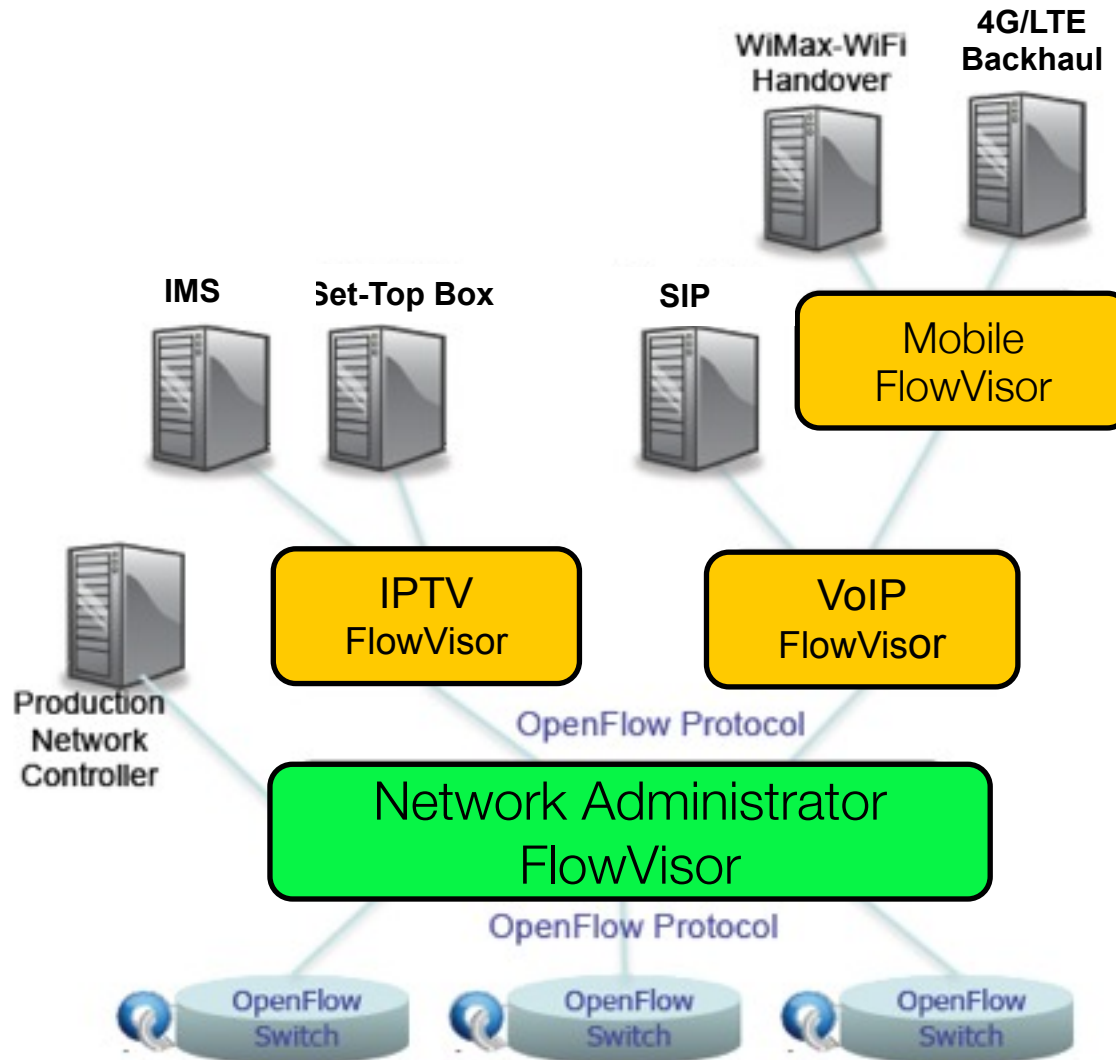 4G/LTE
Backhaul
WiMax-WiFi
Handover
IMS
Set-Top Box
SIP
Mobile
FlowVisor
IPTV
FlowVisor
VoIP
FlowVisor
Production
Network
Controller
OpenFlow Protocol
Network Administrator
FlowVisor
OpenFlow Protocol
OpenFlow
Switch
OpenFlow
Switch
OpenFlow
Switch